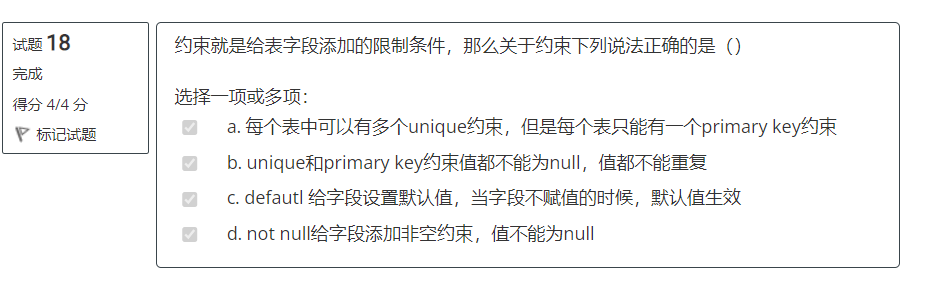 试题 18
完成
得分 4/4 分
标记试题
约束就是给表字段添加的限制条件，那么关于约束下列说法正确的是（）
选择一项或多项：
a. 每个表中可以有多个unique约束，但是每个表只能有一个primary key约束
b. unique和primary key约束值都不能为null，值都不能重复
c. defautl 给字段设置默认值，当字段不赋值的时候，默认值生效
d. not null给字段添加非空约束，值不能为null